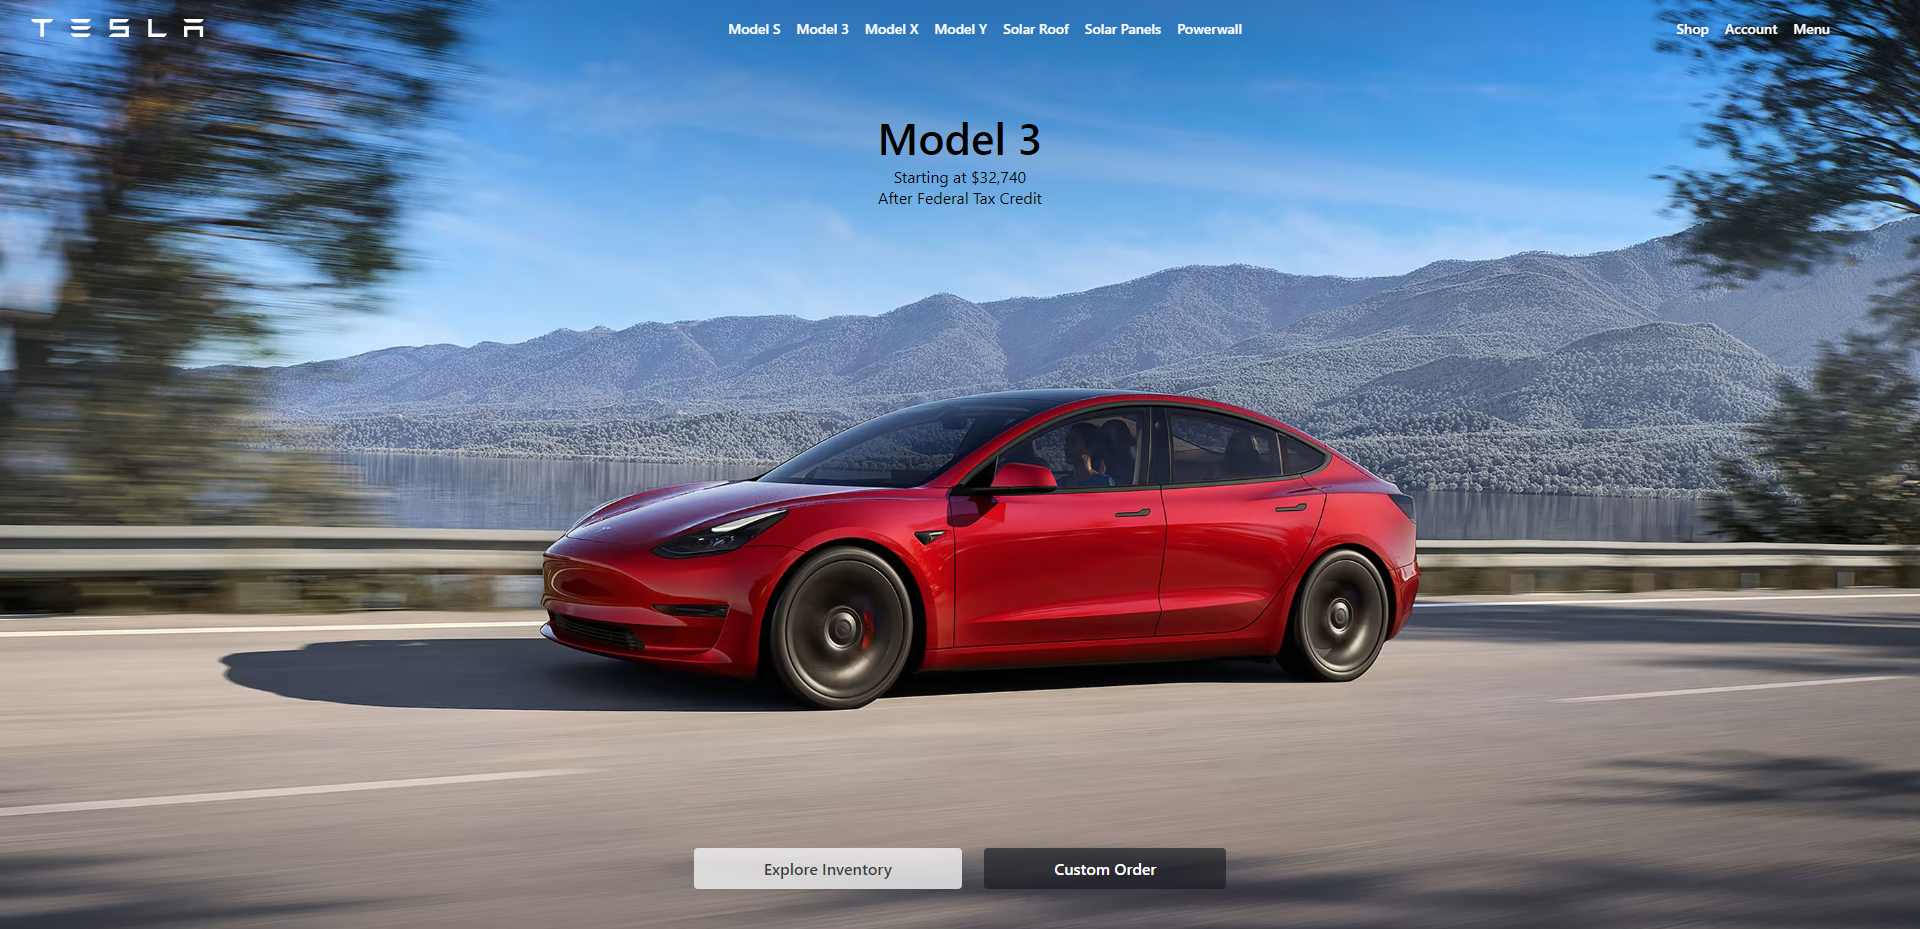 TESLA
Model S Model 3 Model X Model Y Solar Roof Solar Panels Powerwall
Shop Account Menu
Model 3
Starting at $32,740
After Federal Tax Credit
Explore Inventory
Custom Order